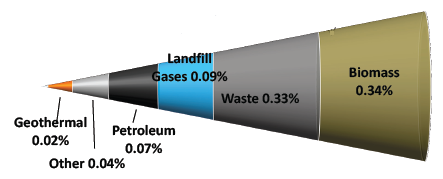 Landfill
Gases 0.09%
Biomass
0.34%
Waste 0.33%
Geothermal
0.02%
Petroleum
0.07%
Other 0.04%